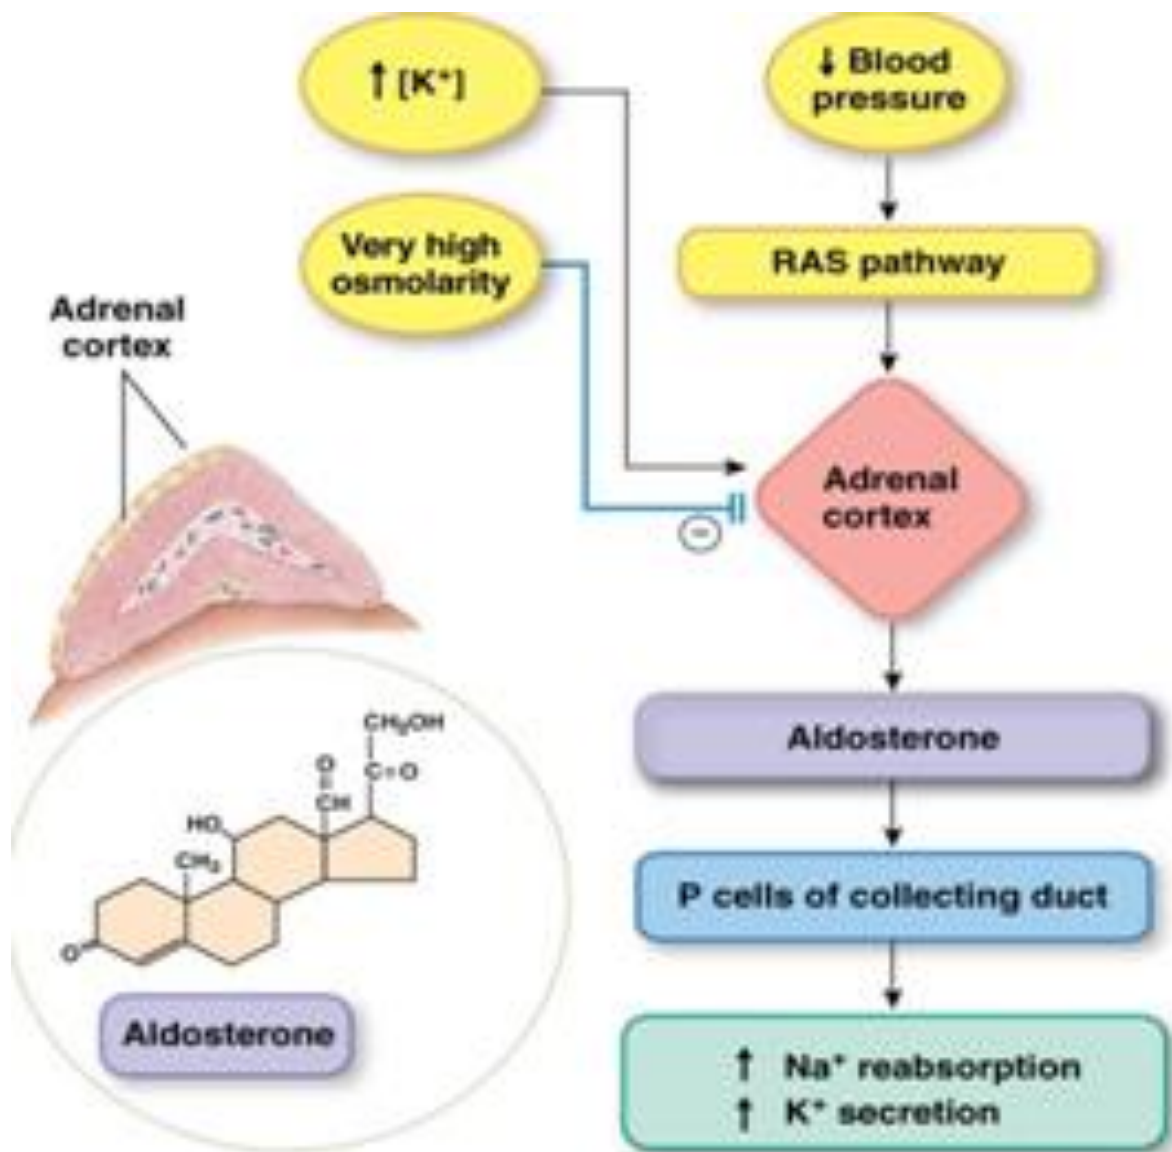 ↑ [K⁺]
↓ Blood
pressure
Very high
osmolarity
RAS pathway
Adrenal
cortex
Adrenal
cortex
–
Aldosterone
CH₂OH
O
C=O
CH
HO
CH₃
O
P cells of collecting duct
Aldosterone
↑ Na⁺ reabsorption
↑ K⁺ secretion